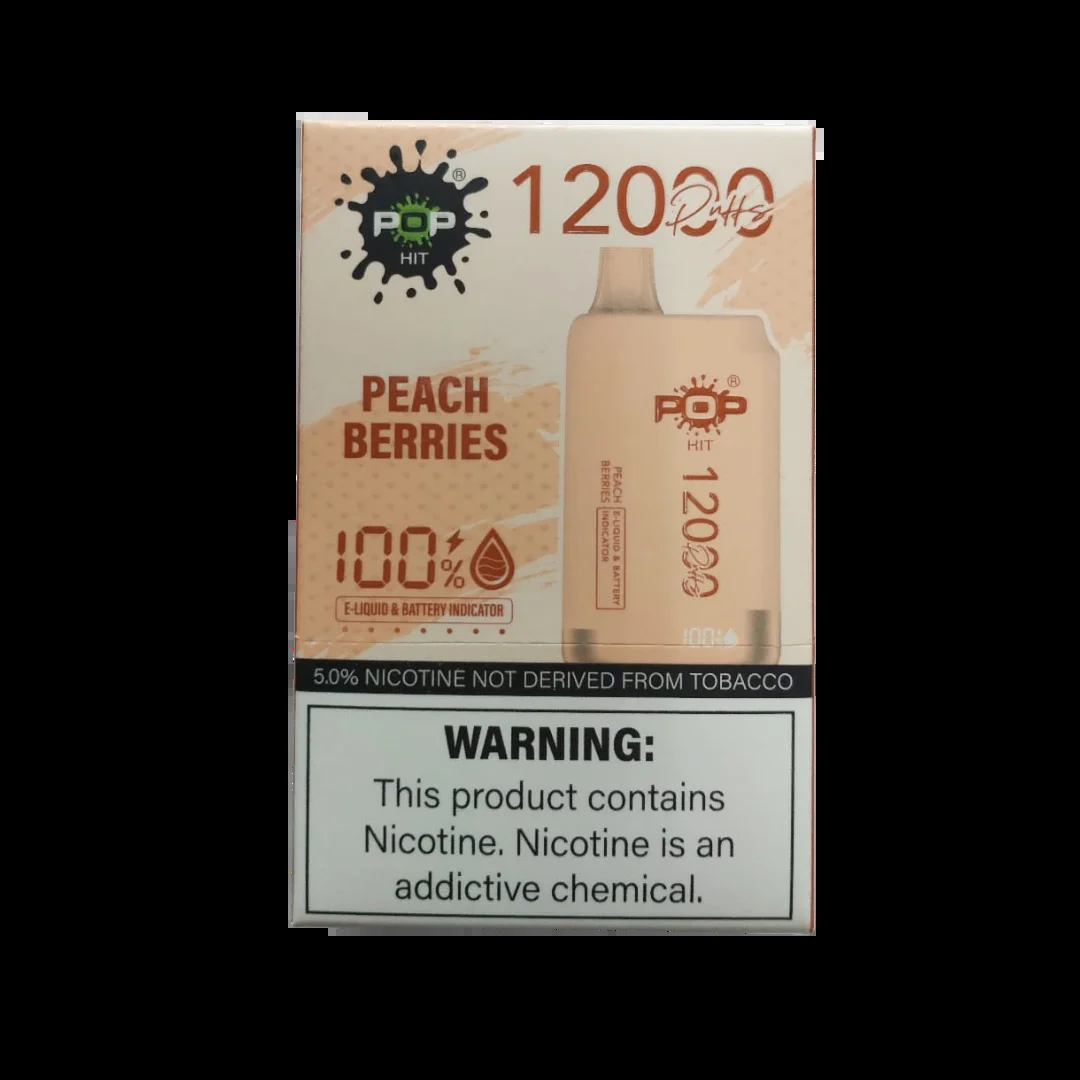 POP
HIT
®
12000
Puffs
PEACH
BERRIES
100%
E-LIQUID & BATTERY INDICATOR
POP
HIT
®
12000
Puffs
PEACH
BERRIES
E-LIQUID & BATTERY
INDICATOR
100%
5.0% NICOTINE NOT DERIVED FROM TOBACCO
WARNING:
This product contains
Nicotine. Nicotine is an
addictive chemical.